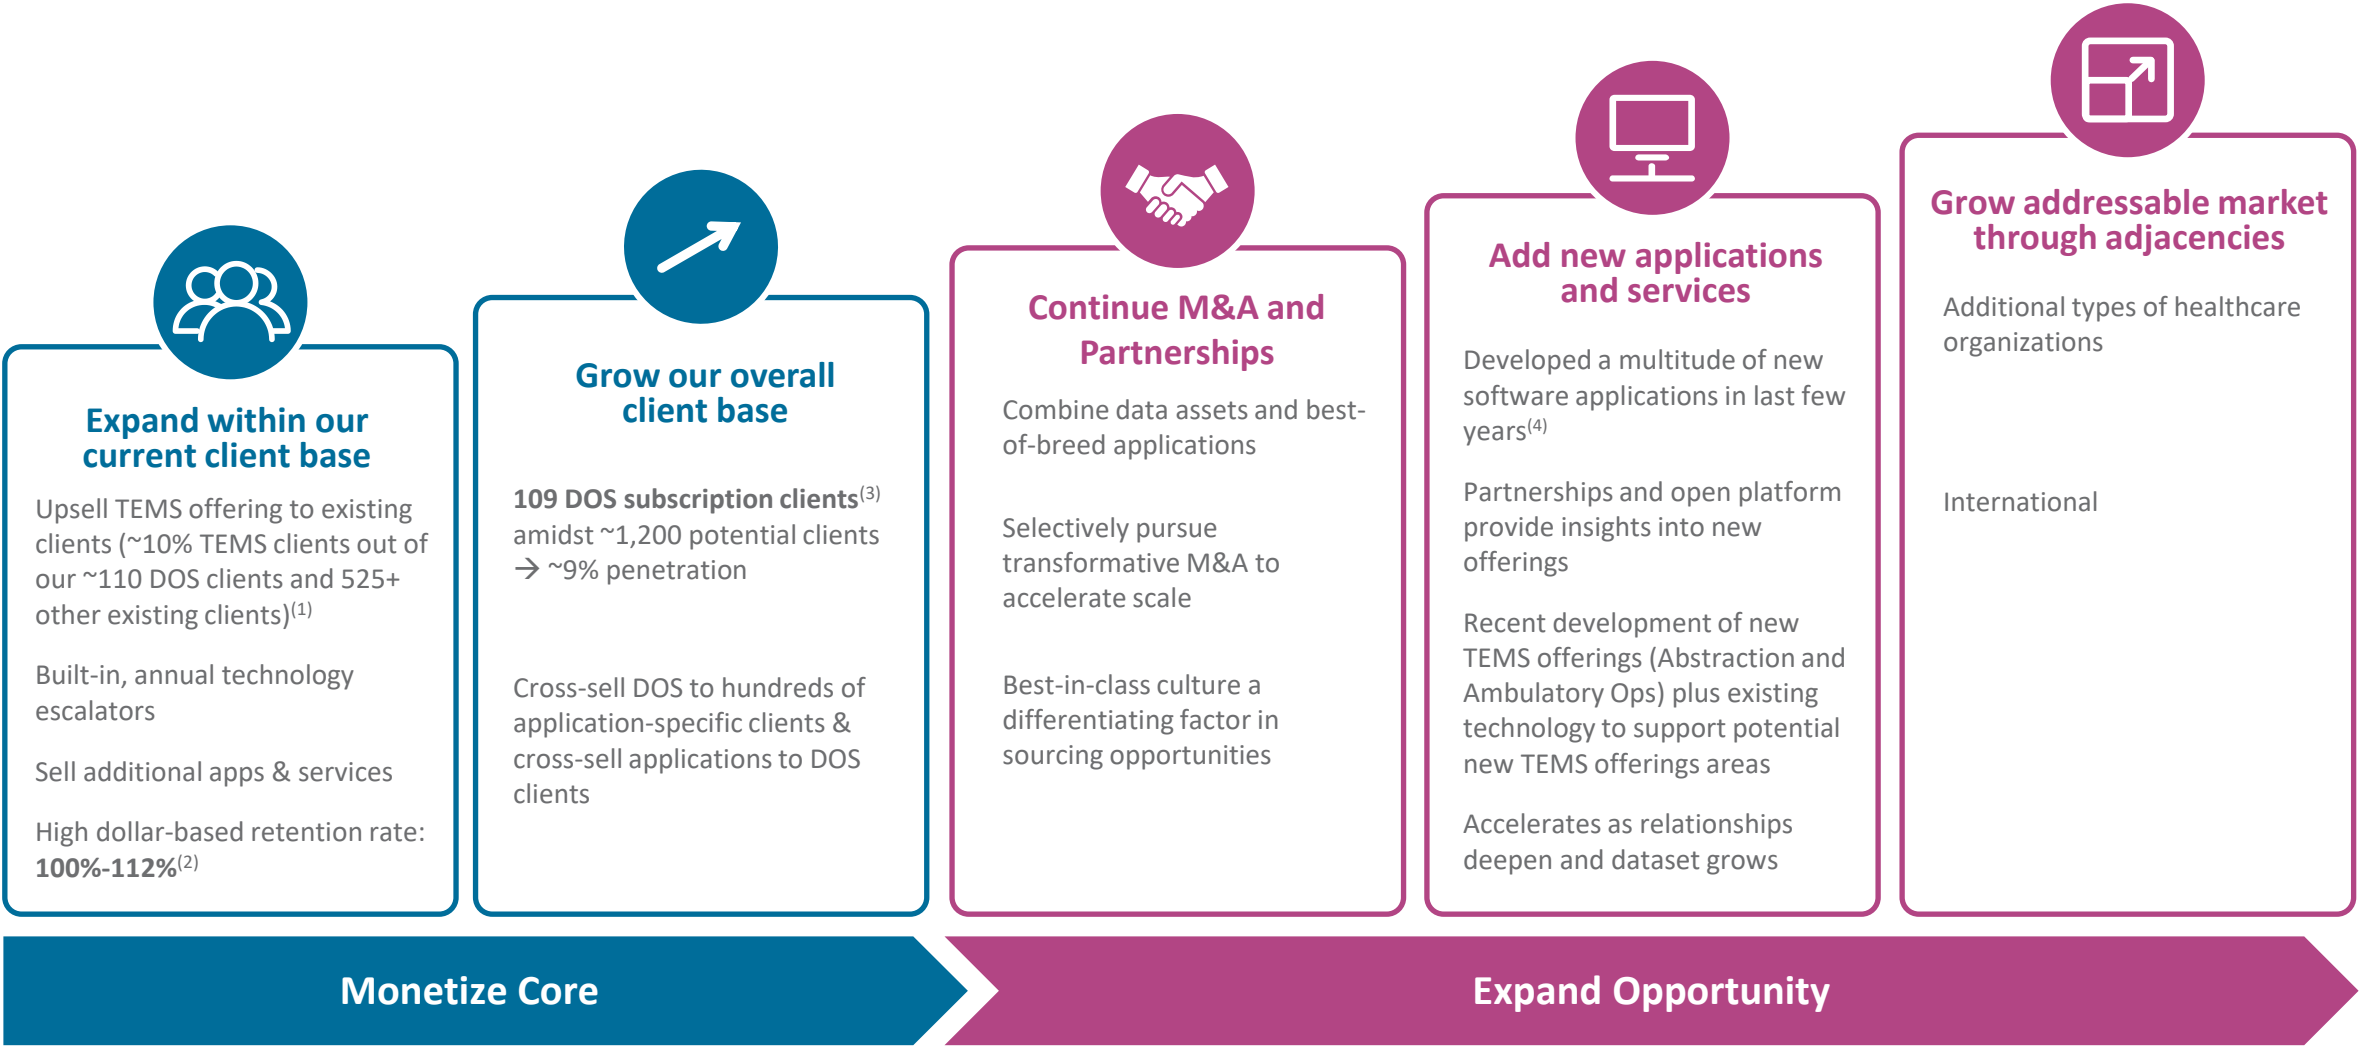 Expand within our
current client base
Upsell TEMS offering to existing
clients (~10% TEMS clients out of
our ~110 DOS clients and 525+
other existing clients)(1)
Built-in, annual technology
escalators
Sell additional apps & services
High dollar-based retention rate:
100%-112%(2)
Grow our overall
client base
109 DOS subscription clients(3)
amidst ~1,200 potential clients
→ ~9% penetration
Cross-sell DOS to hundreds of
application-specific clients &
cross-sell applications to DOS
clients
Continue M&A and
Partnerships
Combine data assets and best-
of-breed applications
Selectively pursue
transformative M&A to
accelerate scale
Best-in-class culture a
differentiating factor in
sourcing opportunities
Add new applications
and services
Developed a multitude of new
software applications in last few
years(4)
Partnerships and open platform
provide insights into new
offerings
Recent development of new
TEMS offerings (Abstraction and
Ambulatory Ops) plus existing
technology to support potential
new TEMS offerings areas
Accelerates as relationships
deepen and dataset grows
Grow addressable market
through adjacencies
Additional types of healthcare
organizations
International
Monetize Core
Expand Opportunity